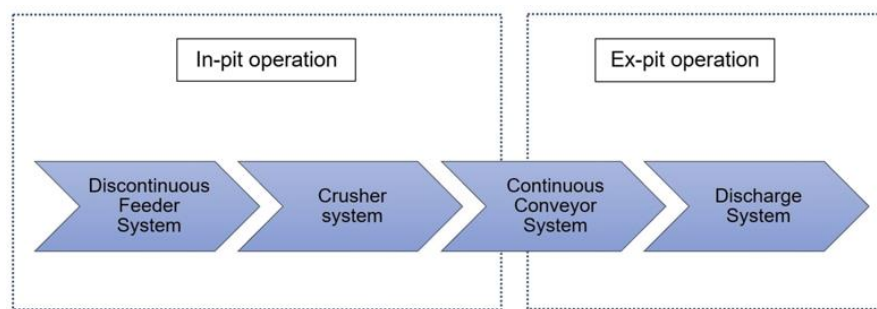 In-pit operation
Ex-pit operation
Discontinuous
Feeder
System
Crusher
system
Continuous
Conveyor
System
Discharge
System